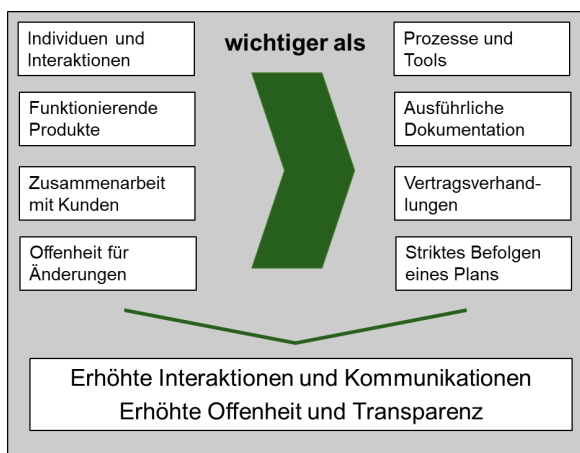 Individuen und
Interaktionen
wichtiger als
Prozesse und
Tools
Funktionierende
Produkte
Ausführliche
Dokumentation
Zusammenarbeit
mit Kunden
Vertragsverhand-
lungen
Offenheit für
Änderungen
Striktes Befolgen
eines Plans
Erhöhte Interaktionen und Kommunikationen
Erhöhte Offenheit und Transparenz